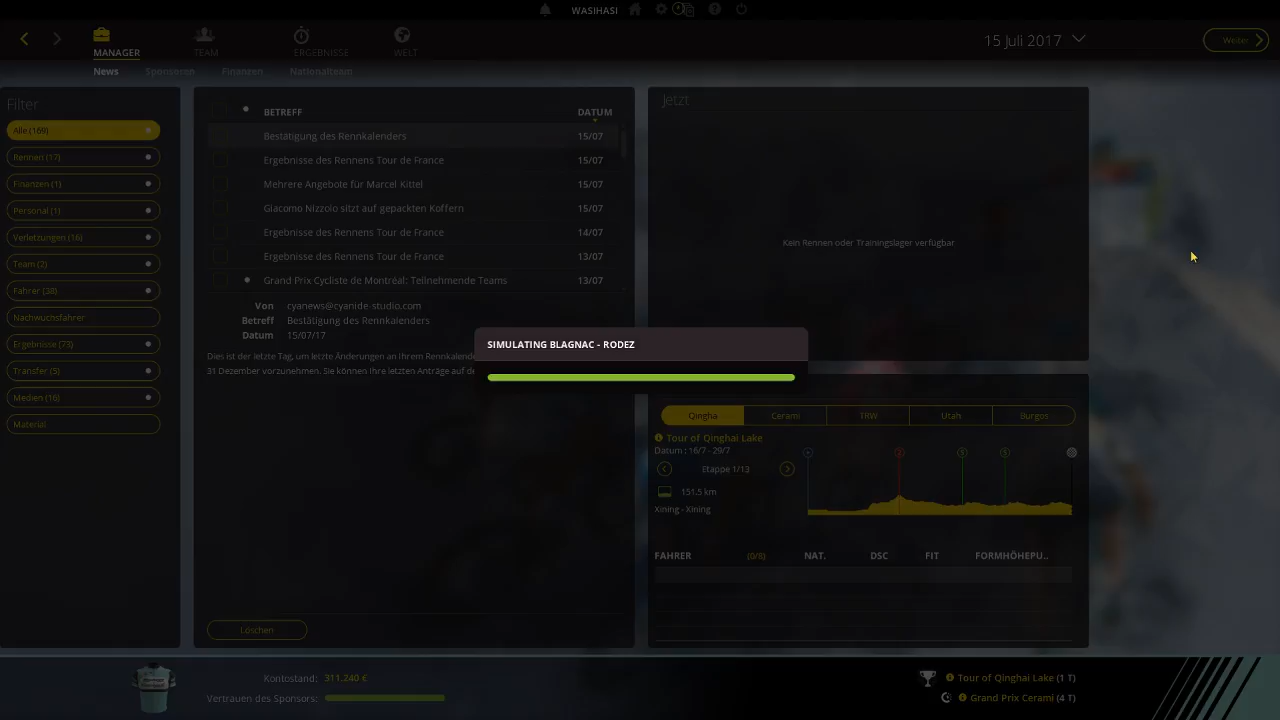 WASIHASI
MANAGER
TEAM
ERGEBNISSE
WELT
15 Juli 2017
Weiter
News
Sponsoren
Finanzen
Nationalteam
Filter
Alle (169)
Rennen (17)
Finanzen (1)
Personal (1)
Verletzungen (16)
Team (2)
Fahrer (38)
Nachwuchsfahrer
Ergebnisse (73)
Transfer (5)
Medien (16)
Material
BETREFF DATUM
Bestätigung des Rennkalenders 15/07
Ergebnisse des Rennens Tour de France 15/07
Mehrere Angebote für Marcel Kittel 15/07
Giacomo Nizzolo sitzt auf gepackten Koffern 15/07
Ergebnisse des Rennens Tour de France 14/07
Ergebnisse des Rennens Tour de France 13/07
Grand Prix Cycliste de Montréal: Teilnehmende Teams 13/07
Von cyanews@cyanide-studio.com
Betreff Bestätigung des Rennkalenders
Datum 15/07/17
Dies ist der letzte Tag, um letzte Änderungen an Ihrem Rennkalende
31 Dezember vorzunehmen. Sie können Ihre letzten Anträge auf de
Löschen
SIMULATING BLAGNAC - RODEZ
Jetzt
Kein Rennen oder Trainingslager verfügbar
Qingha Cerami TRW Utah Burgos
Tour of Qinghai Lake
Datum : 16/7 - 29/7
Etappe 1/13
151,5 km
Xining - Xining
FAHRER (0/8) NAT. DSC FIT FORMHÖHEPU..
Kontostand: 311.240 €
Vertrauen des Sponsors:
Tour of Qinghai Lake (1 T)
Grand Prix Cerami (4 T)